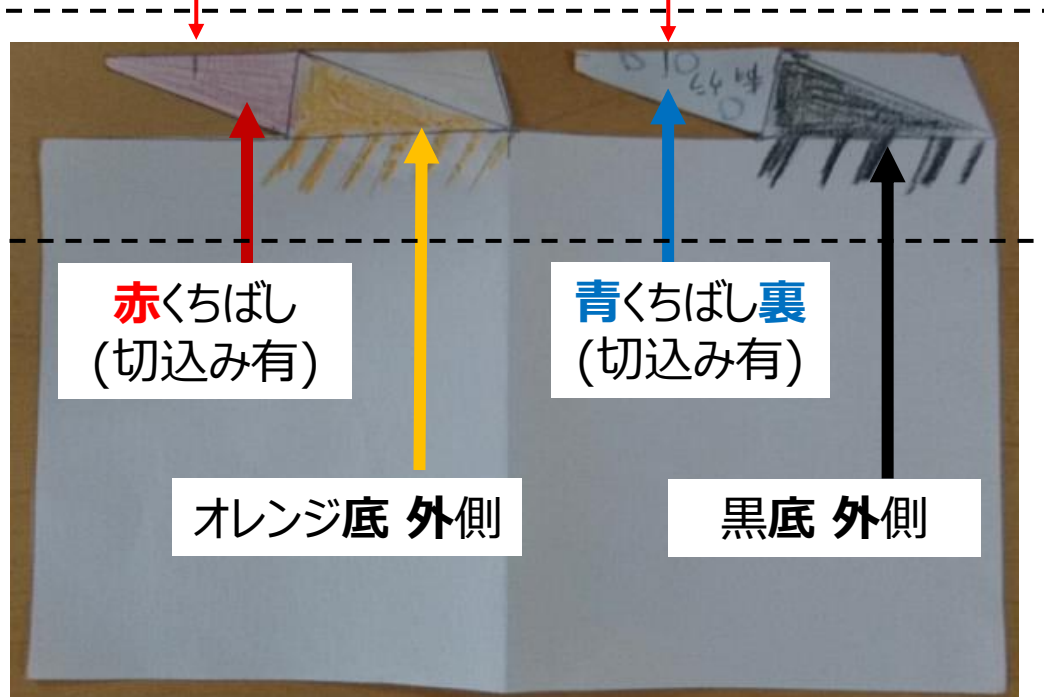 赤くちばし
(切込み有)
青くちばし裏
(切込み有)
オレンジ底 外側
黒底 外側